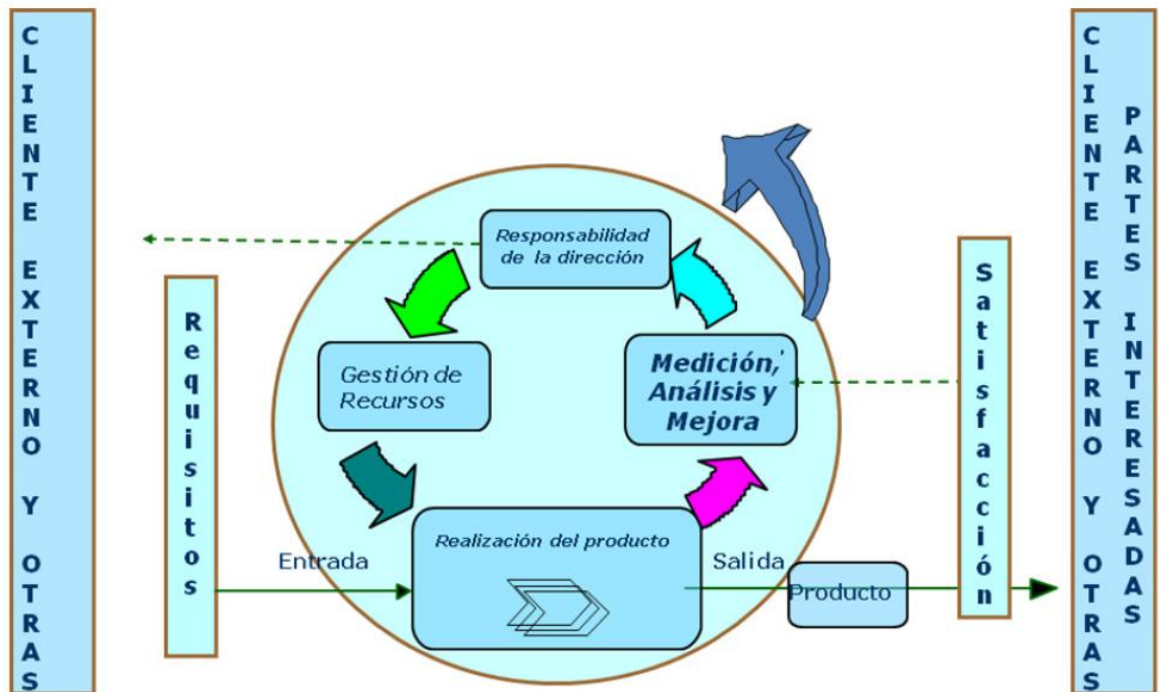 CLIENTE EXTERNO Y OTRAS
Requisitos
Responsabilidad
de la dirección
Gestión de
Recursos
Medición,'
Análisis y
Mejora
Realización del producto
Entrada
Salida
Producto
Satisfacción
CLIENTE EXTERNO Y OTRAS
PARTES INTERESADAS